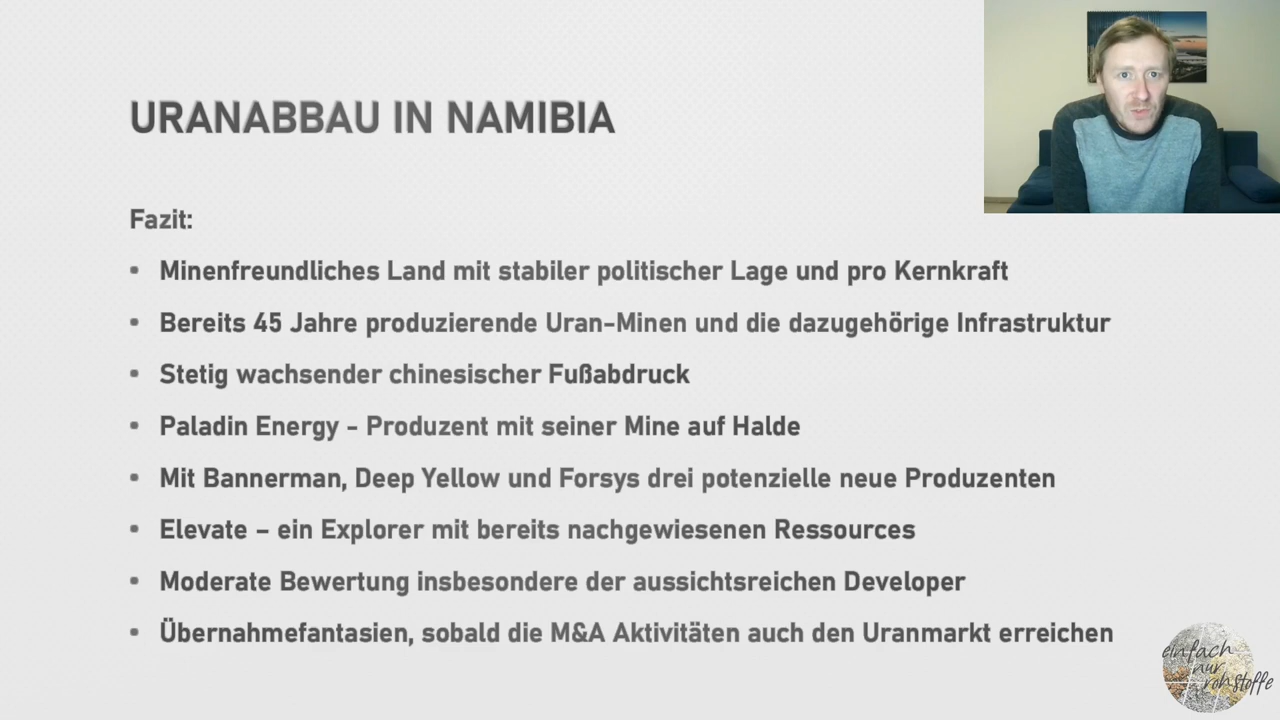 URANABBAU IN NAMIBIA
Fazit:
• Minenfreundliches Land mit stabiler politischer Lage und pro Kernkraft
• Bereits 45 Jahre produzierende Uran-Minen und die dazugehörige Infrastruktur
• Stetig wachsender chinesischer Fußabdruck
• Paladin Energy - Produzent mit seiner Mine auf Halde
• Mit Bannerman, Deep Yellow und Forsys drei potenzielle neue Produzenten
• Elevate – ein Explorer mit bereits nachgewiesenen Ressources
• Moderate Bewertung insbesondere der aussichtsreichen Developer
• Übernahmefantasien, sobald die M&A Aktivitäten auch den Uranmarkt erreichen
einfach
nur
rohstoffe